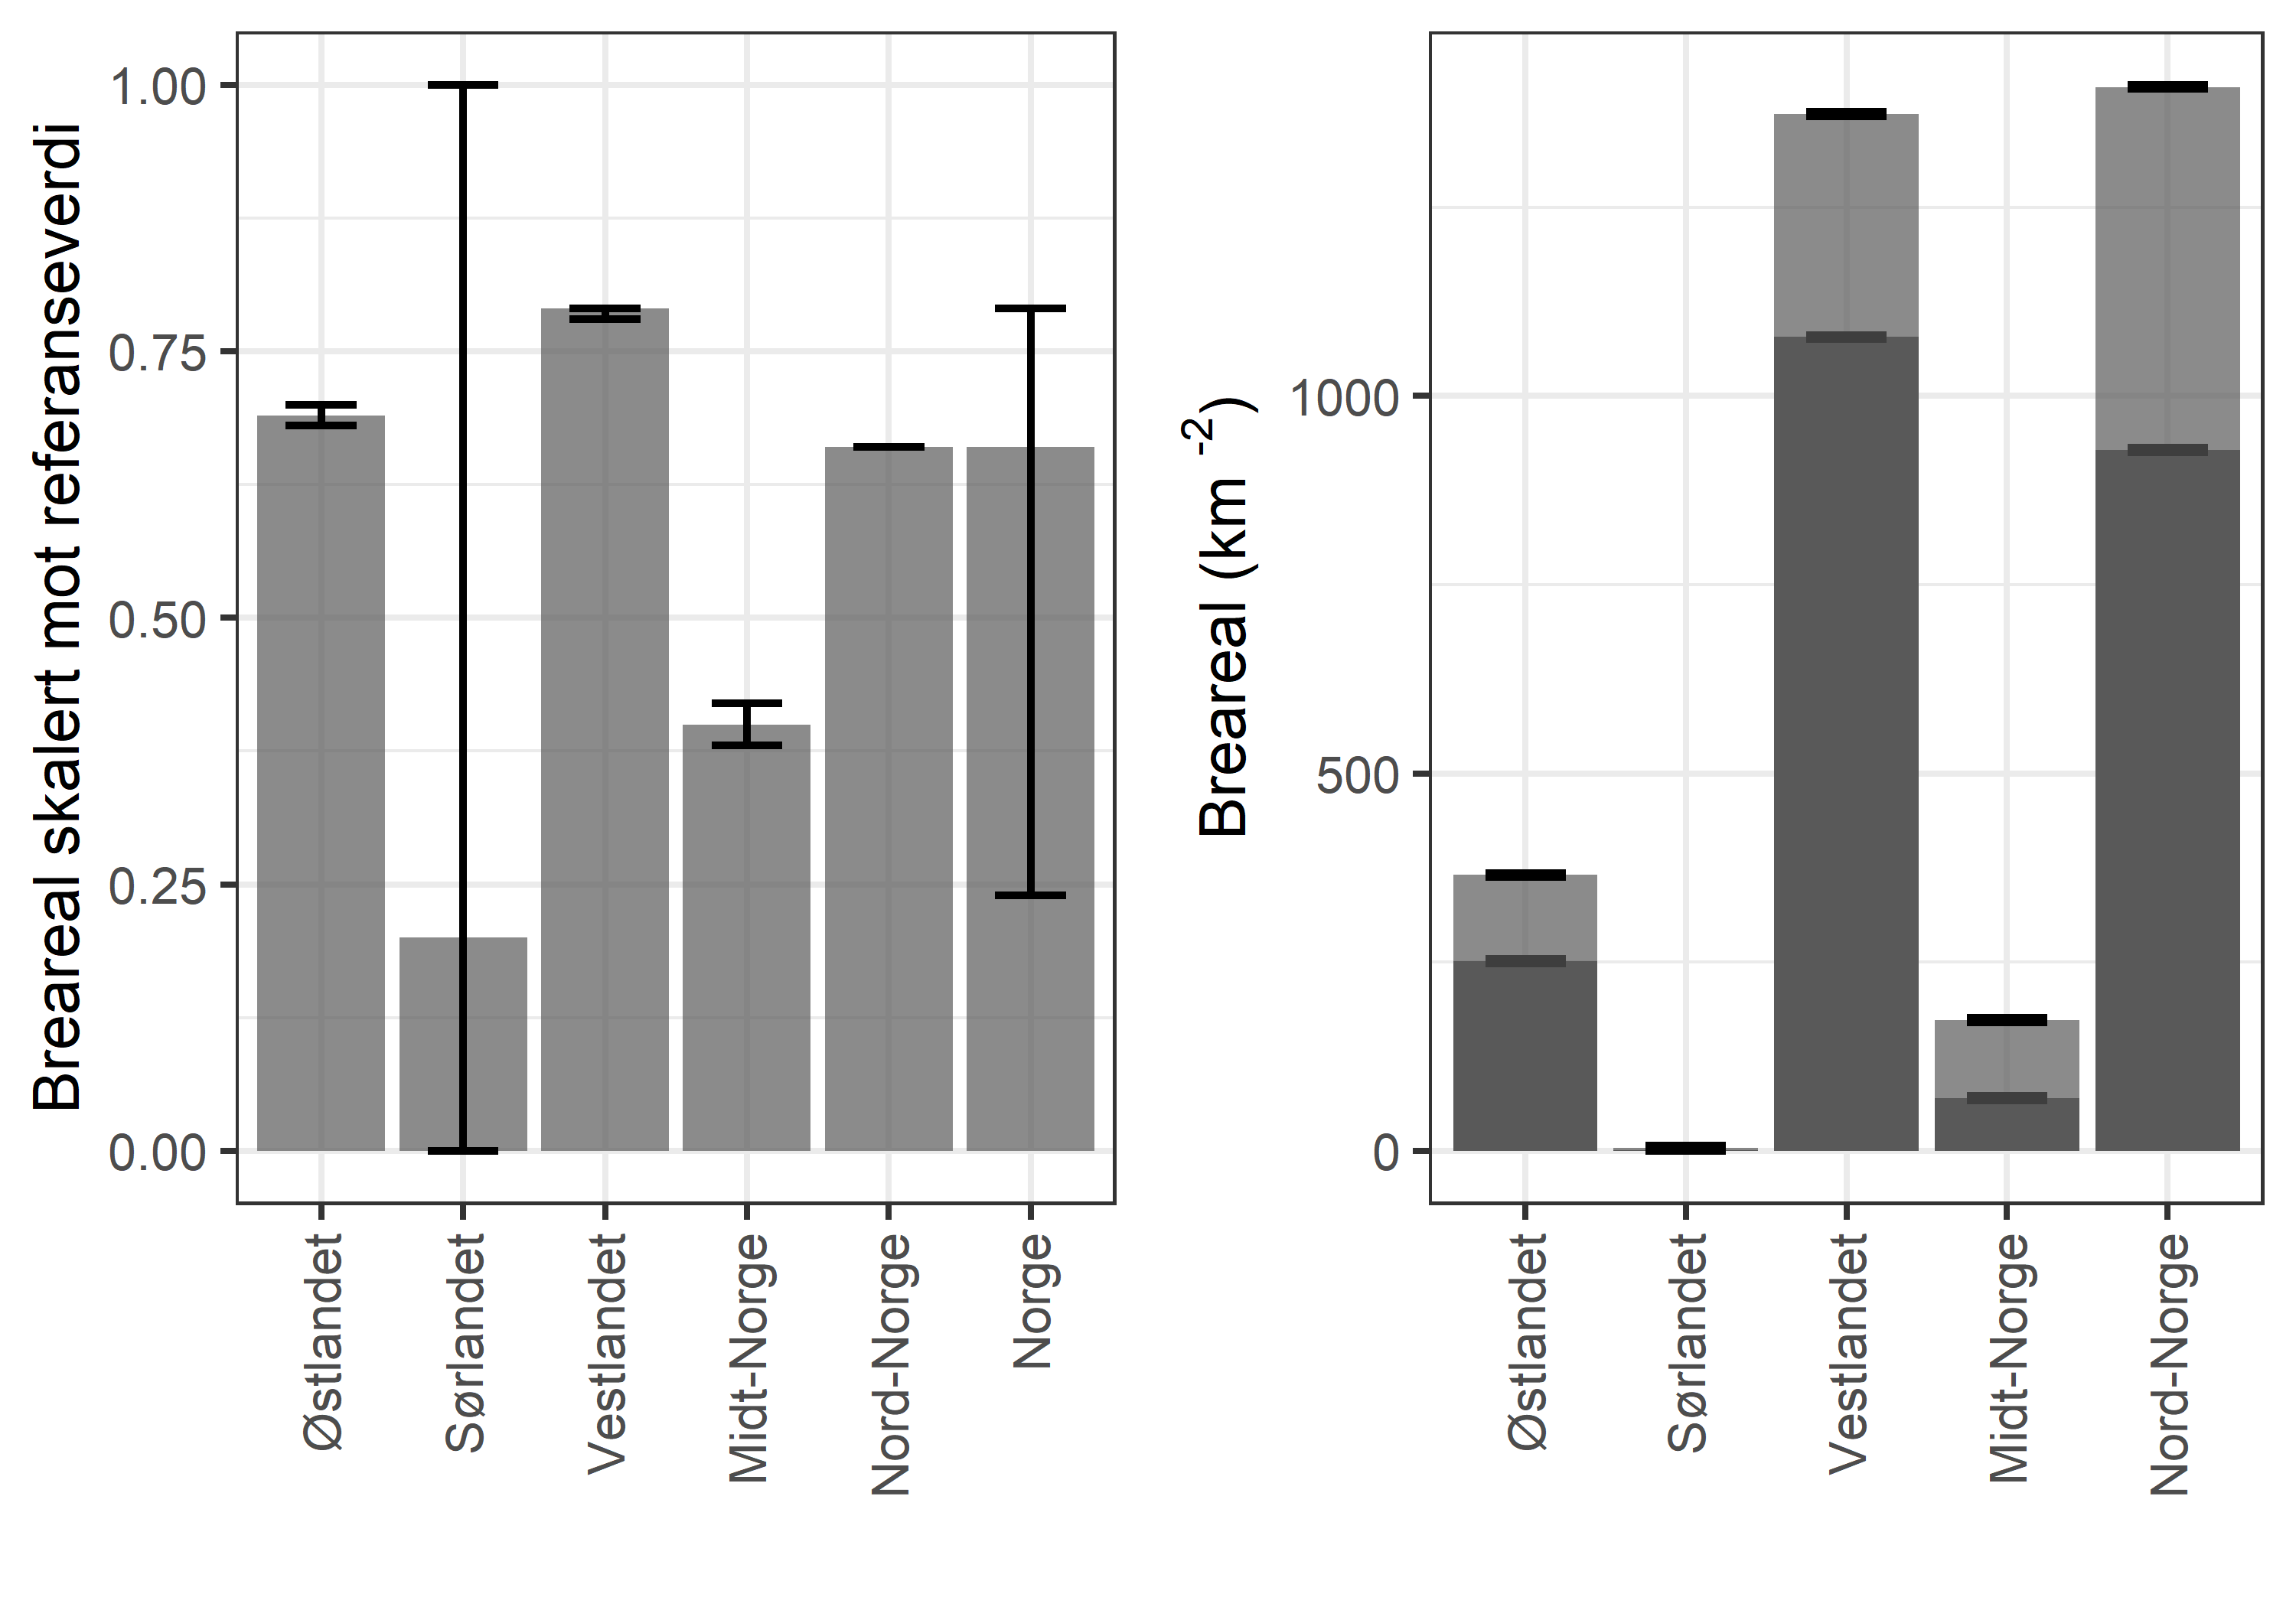 Breareal skalert mot referanseverdi
1.00
0.75
0.50
0.25
0.00
Østlandet
Sørlandet
Vestlandet
Midt-Norge
Nord-Norge
Norge
Breareal (km -2)
1000
500
0
Østlandet
Sørlandet
Vestlandet
Midt-Norge
Nord-Norge